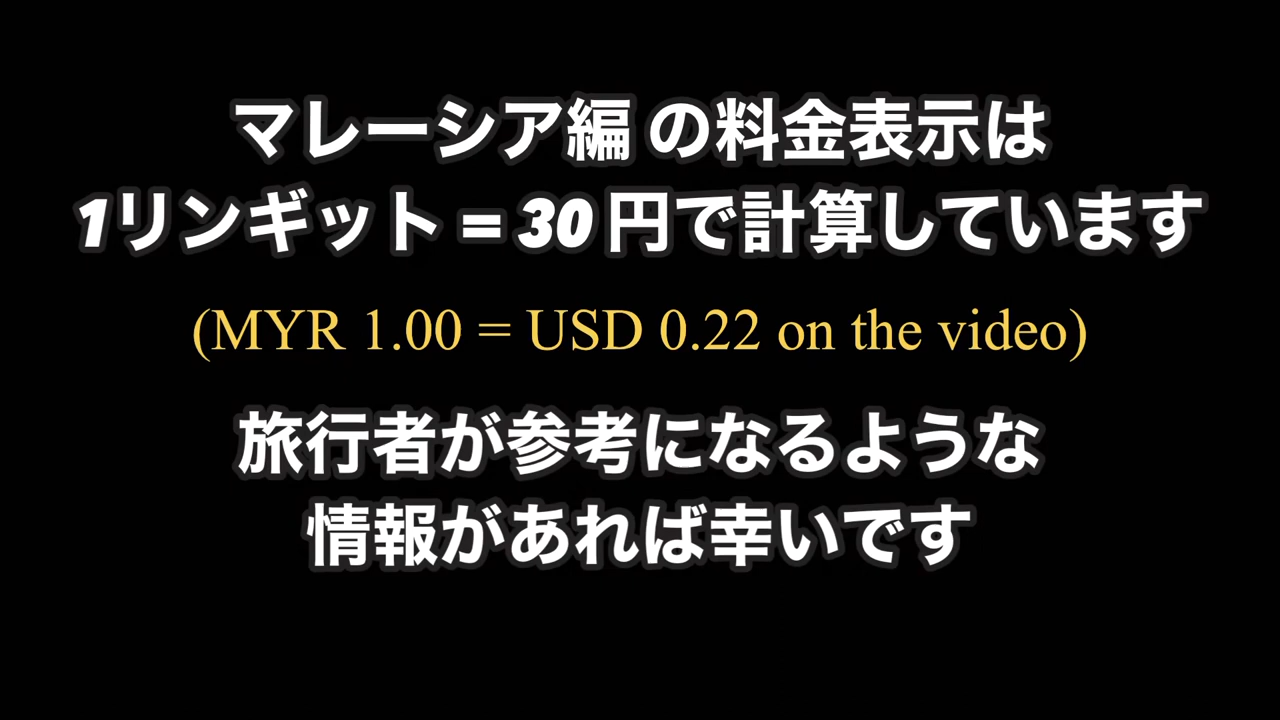 マレーシア編 の料金表示は
1リンギット = 30 円で計算しています
(MYR 1.00 = USD 0.22 on the video)
旅行者が参考になるような
情報があれば幸いです